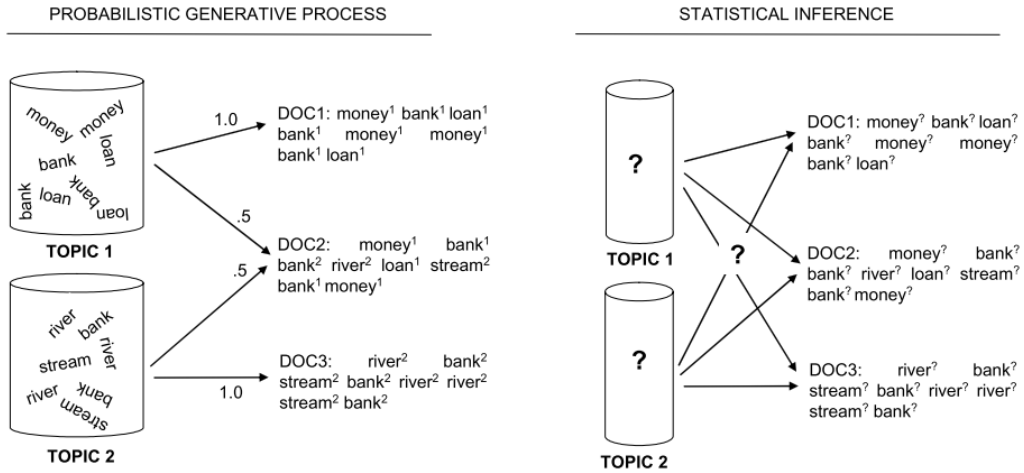 PROBABILISTIC GENERATIVE PROCESS
money
money
loan
bank
bank
loan
bank
loan
TOPIC 1
river
bank
river
stream
river
bank
stream
TOPIC 2
1.0
.5
.5
1.0
DOC1: money¹ bank¹ loan¹
bank¹ money¹ money¹
bank¹ loan¹
DOC2: money¹ bank¹
bank² river² loan¹ stream²
bank¹ money¹
DOC3: river² bank²
stream² bank² river² river²
stream² bank²
STATISTICAL INFERENCE
?
TOPIC 1
?
?
TOPIC 2
DOC1: money? bank? loan?
bank? money? money?
bank? loan?
DOC2: money? bank?
bank? river? loan? stream?
bank? money?
DOC3: river? bank?
stream? bank? river? river?
stream? bank?